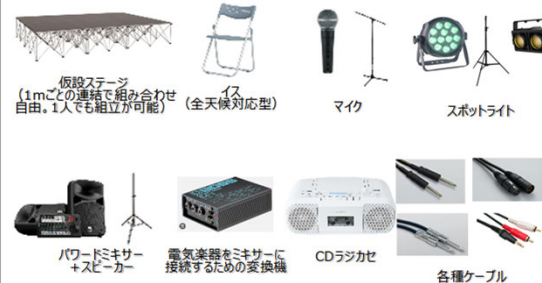 仮設ステージ
(1mごとの連結で組み合わせ
自由。1人でも組立が可能)
イス
(全天候対応型)
マイク
スポットライト
パワードミキサー
+スピーカー
電気楽器をミキサーに
接続するための変換機
CDラジカセ
各種ケーブル